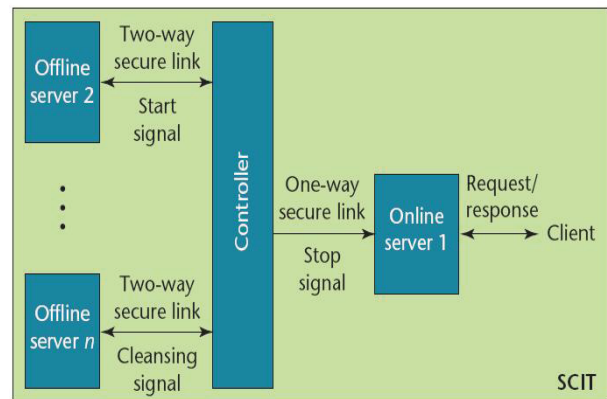 Offline
server 2
Two-way
secure link
Start
signal
Offline
server n
Two-way
secure link
Cleansing
signal
Controller
One-way
secure link
Stop
signal
Online
server 1
Request/
response
Client
SCIT